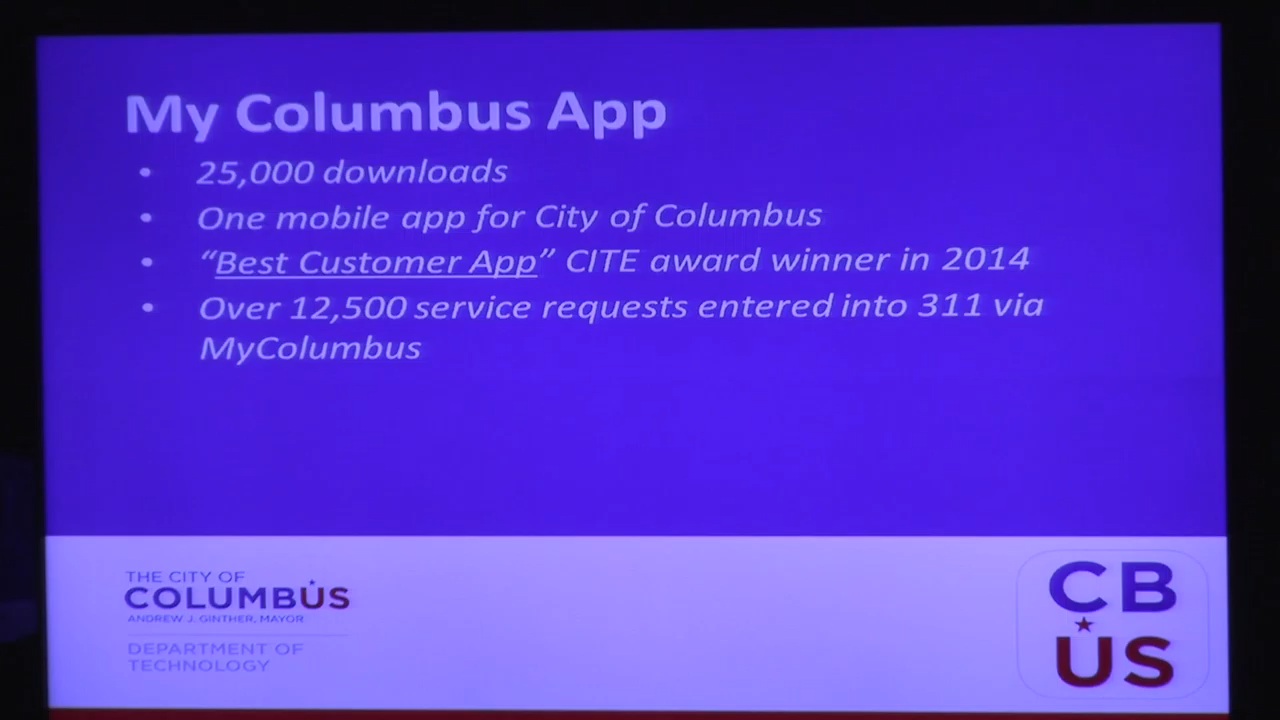 My Columbus App
• 25,000 downloads
• One mobile app for City of Columbus
• “Best Customer App” CITE award winner in 2014
• Over 12,500 service requests entered into 311 via
MyColumbus
THE CITY OF
COLUMBUS
ANDREW J. GINTHER, MAYOR
DEPARTMENT OF
TECHNOLOGY
CB
US